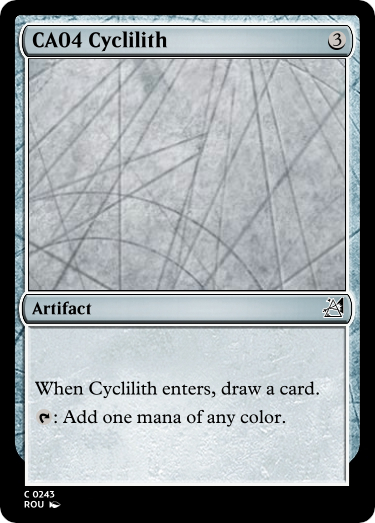 CA04 Cyclilith 3
Artifact
When Cyclilith enters, draw a card.
: Add one mana of any color.
C 0243
ROU